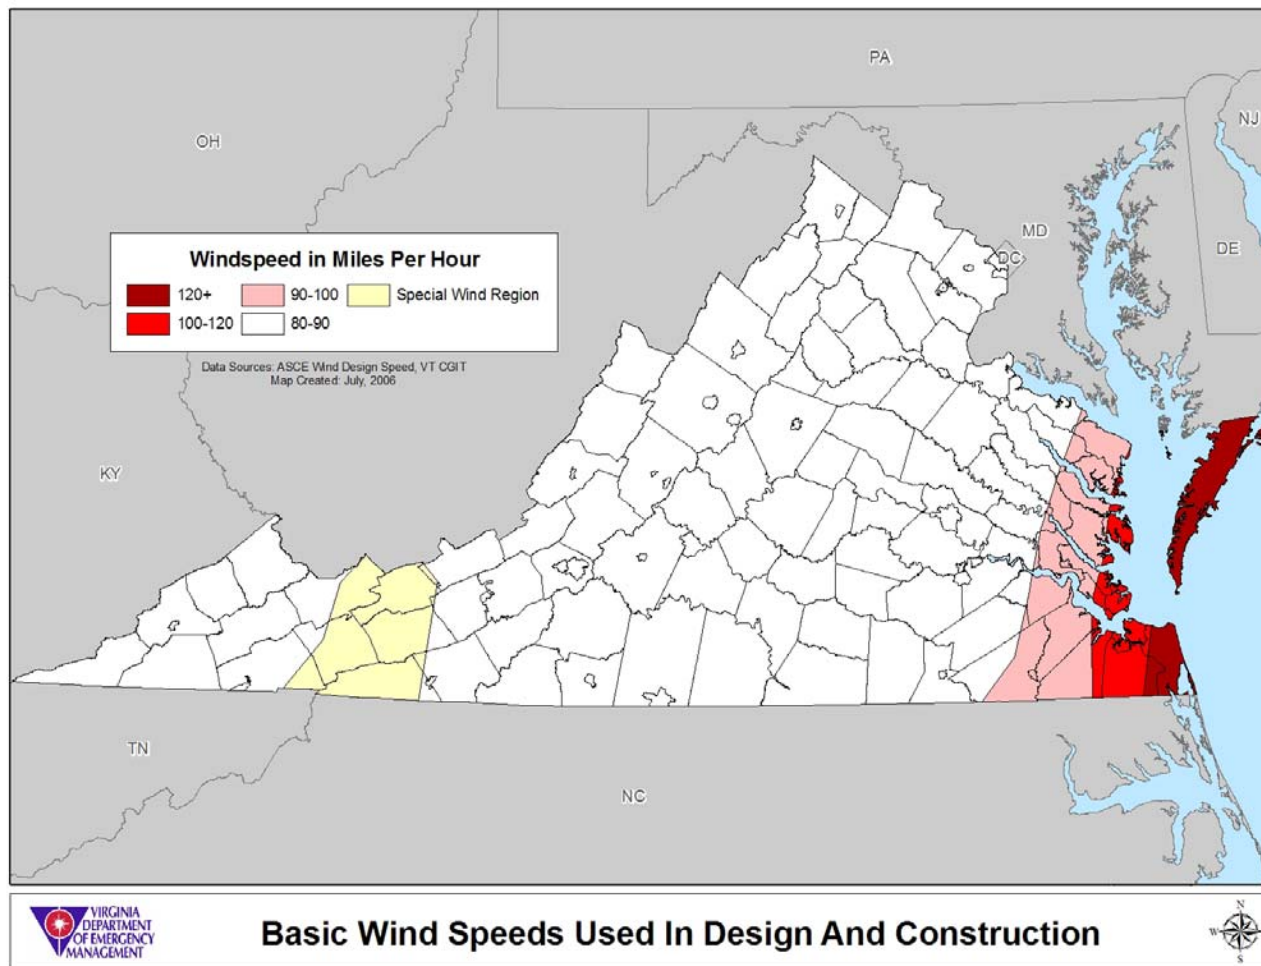 PA
OH
NJ
MD
DE
DC
Windspeed in Miles Per Hour
120+ 90-100 Special Wind Region
100-120 80-90
Data Sources: ASCE Wind Design Speed, VT CGIT
Map Created: July, 2006
KY
TN
NC
VIRGINIA
DEPARTMENT
OF EMERGENCY
MANAGEMENT
Basic Wind Speeds Used In Design And Construction
N
W
S